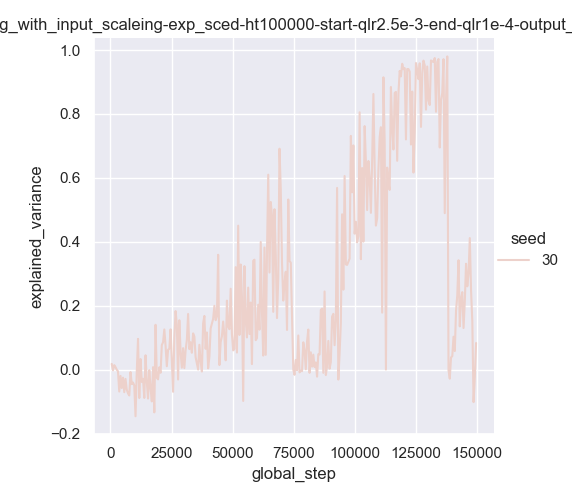 g_with_input_scaleing-exp_sced-ht100000-start-qlr2.5e-3-end-qlr1e-4-output_
1.0
0.8
0.6
0.4
0.2
0.0
−0.2
explained_variance
0 25000 50000 75000 100000 125000 150000
global_step
seed
30